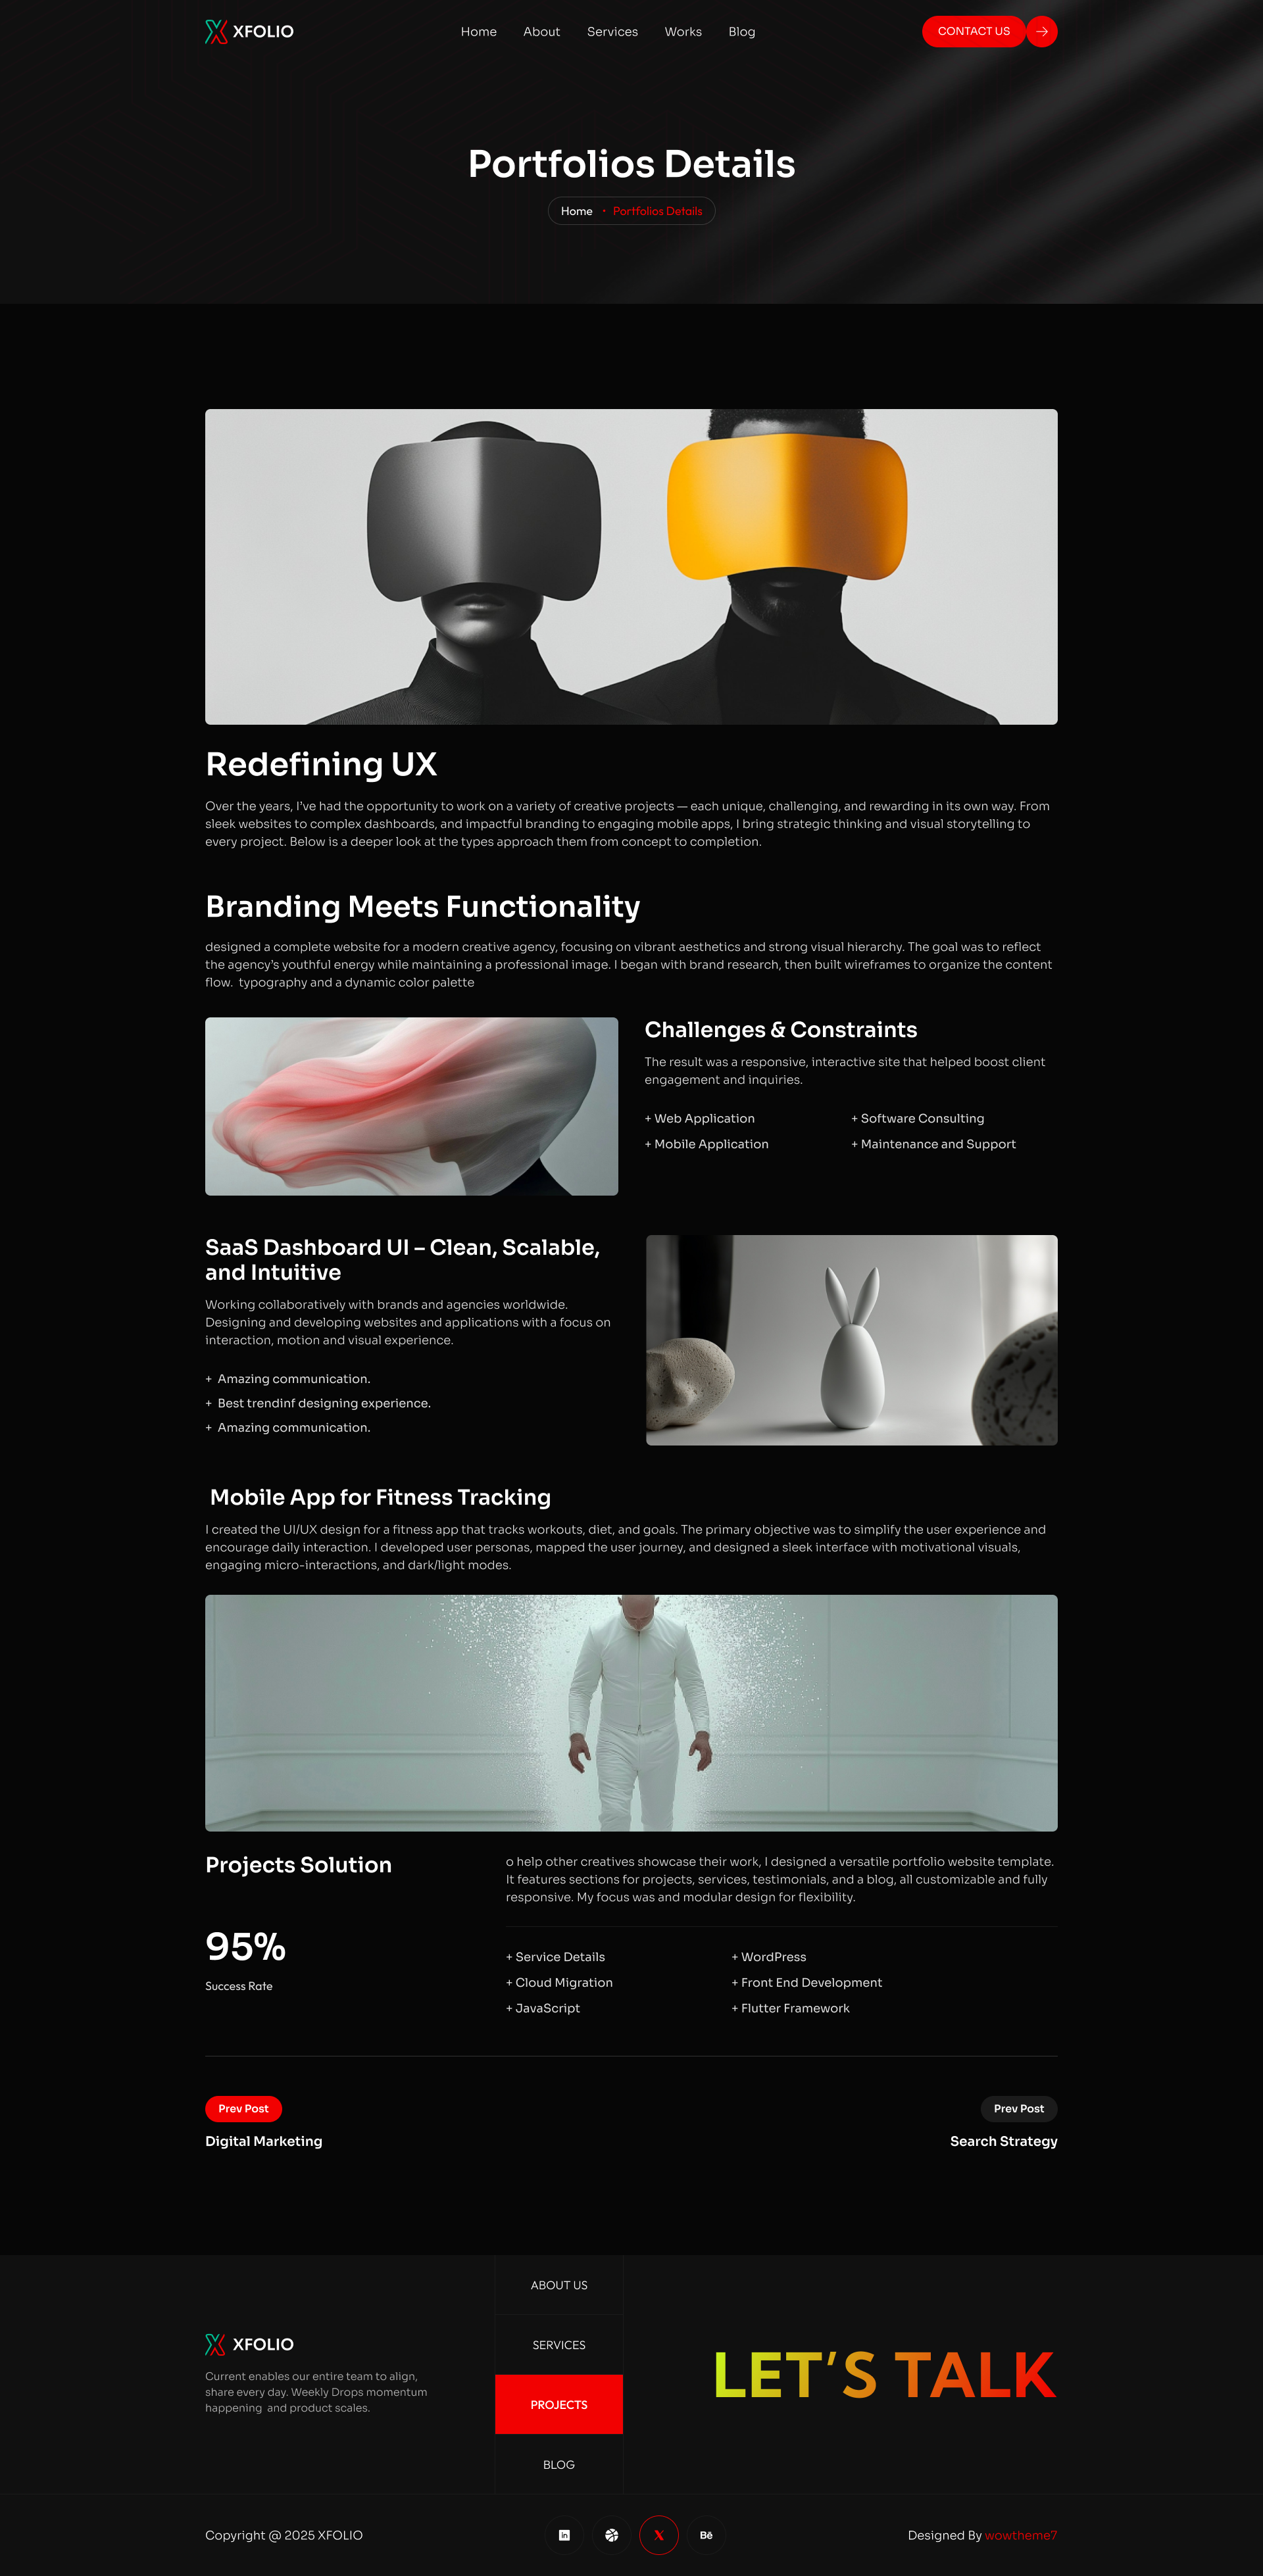 XFOLIO
Home
About
Services
Works
Blog
CONTACT US
Portfolios Details
Home • Portfolios Details
Redefining UX
Over the years, I've had the opportunity to work on a variety of creative projects — each unique, challenging, and rewarding in its own way. From
sleek websites to complex dashboards, and impactful branding to engaging mobile apps, I bring strategic thinking and visual storytelling to
every project. Below is a deeper look at the types approach them from concept to completion.
Branding Meets Functionality
designed a complete website for a modern creative agency, focusing on vibrant aesthetics and strong visual hierarchy. The goal was to reflect
the agency's youthful energy while maintaining a professional image. I began with brand research, then built wireframes to organize the content
flow.  typography and a dynamic color palette
Challenges & Constraints
The result was a responsive, interactive site that helped boost client
engagement and inquiries.
+ Web Application
+ Software Consulting
+ Mobile Application
+ Maintenance and Support
SaaS Dashboard UI – Clean, Scalable,
and Intuitive
Working collaboratively with brands and agencies worldwide.
Designing and developing websites and applications with a focus on
interaction, motion and visual experience.
+ Amazing communication.
+ Best trendinf designing experience.
+ Amazing communication.
Mobile App for Fitness Tracking
I created the UI/UX design for a fitness app that tracks workouts, diet, and goals. The primary objective was to simplify the user experience and
encourage daily interaction. I developed user personas, mapped the user journey, and designed a sleek interface with motivational visuals,
engaging micro-interactions, and dark/light modes.
Projects Solution
o help other creatives showcase their work, I designed a versatile portfolio website template.
It features sections for projects, services, testimonials, and a blog, all customizable and fully
responsive. My focus was and modular design for flexibility.
95%
Success Rate
+ Service Details
+ WordPress
+ Cloud Migration
+ Front End Development
+ JavaScript
+ Flutter Framework
Prev Post
Prev Post
Digital Marketing
Search Strategy
XFOLIO
Current enables our entire team to align,
share every day. Weekly Drops momentum
happening  and product scales.
ABOUT US
SERVICES
PROJECTS
BLOG
LET'S TALK
Copyright @ 2025 XFOLIO
in
X
Bē
Designed By wowtheme7